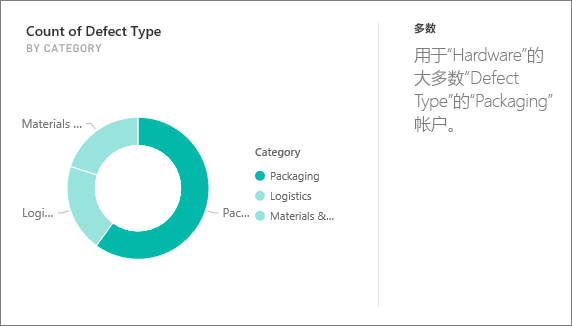 Count of Defect Type
BY CATEGORY
Materials ...
Logi...
Pac...
Category
Packaging
Logistics
Materials &...
多数
用于“Hardware”的
大多数“Defect
Type”的“Packaging”
帐户。